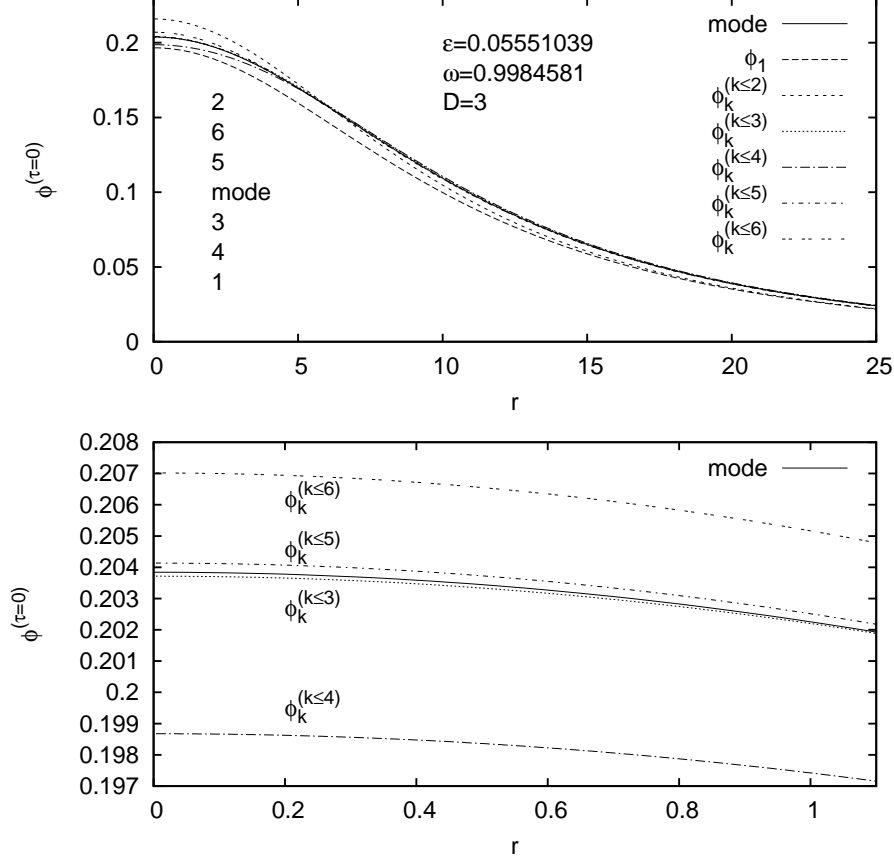 0.2
0.15
0.1
0.05
0
ϕ^(τ=0)
0 5 10 15 20 25
r
ε=0.05551039
ω=0.9984581
D=3
2
6
5
mode
3
4
1
mode
ϕ_1
ϕ_k^(k≤2)
ϕ_k^(k≤3)
ϕ_k^(k≤4)
ϕ_k^(k≤5)
ϕ_k^(k≤6)
0.208
0.207
0.206
0.205
0.204
0.203
0.202
0.201
0.2
0.199
0.198
0.197
ϕ^(τ=0)
0 0.2 0.4 0.6 0.8 1
r
mode
ϕ_k^(k≤6)
ϕ_k^(k≤5)
ϕ_k^(k≤3)
ϕ_k^(k≤4)